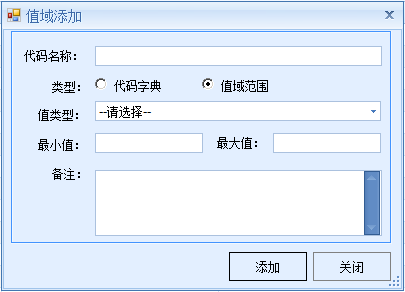 值域添加
代码名称：
类型： 代码字典 值域范围
值类型： --请选择--
最小值： 最大值：
备注：
添加 关闭